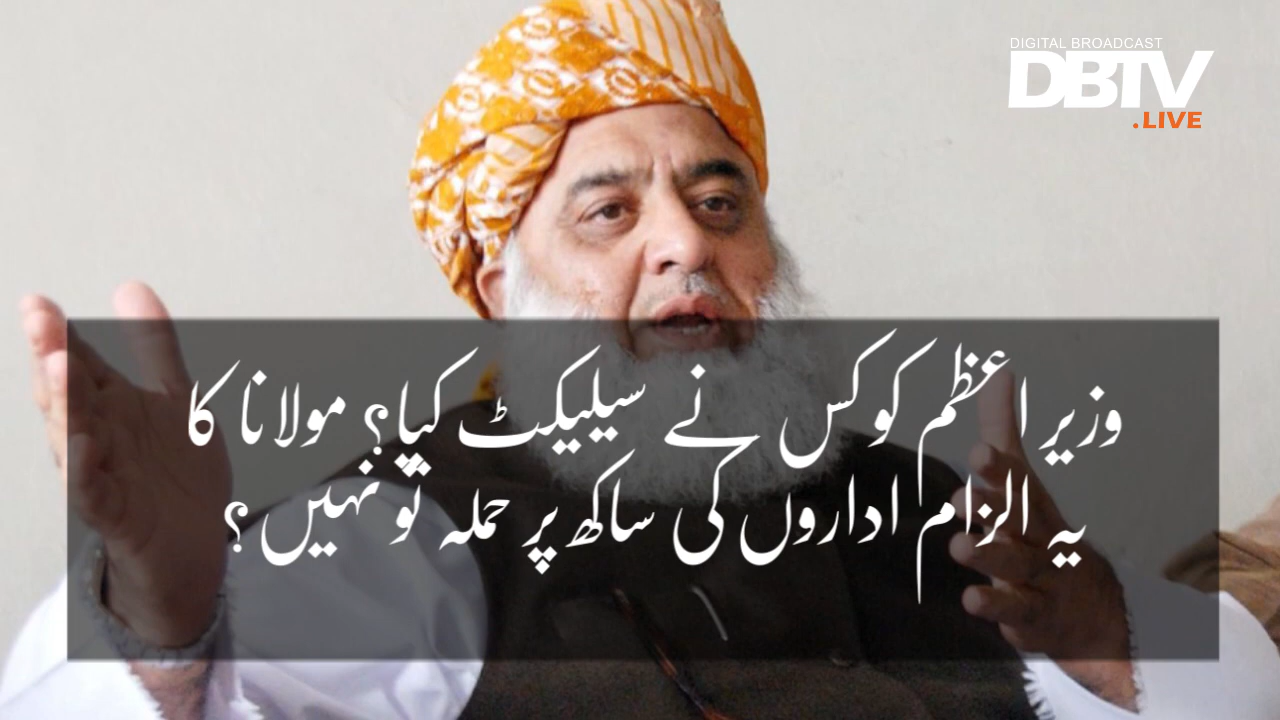 DIGITAL BROADCAST
DBTV
.LIVE
وزیر اعظم کو کس نے سیلیکٹ کیا؟ مولانا کا
یہ الزام اداروں کی ساکھ پر حملہ تو نہیں؟